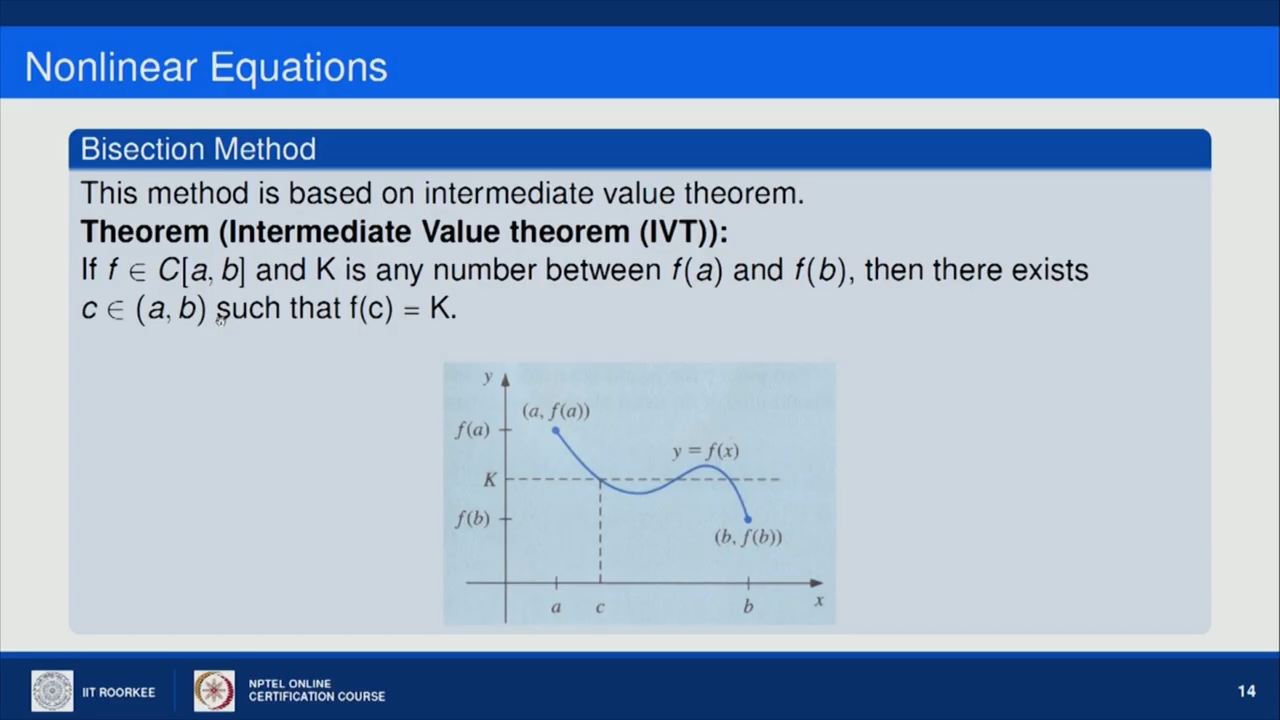 Nonlinear Equations
Bisection Method
This method is based on intermediate value theorem.
Theorem (Intermediate Value theorem (IVT)):
If f ∈ C[a, b] and K is any number between f(a) and f(b), then there exists
c ∈ (a, b) such that f(c) = K.
y
(a, f(a))
f(a)
y = f(x)
K
f(b)
(b, f(b))
a
c
b
x
IIT ROORKEE
NPTEL ONLINE
CERTIFICATION COURSE
14